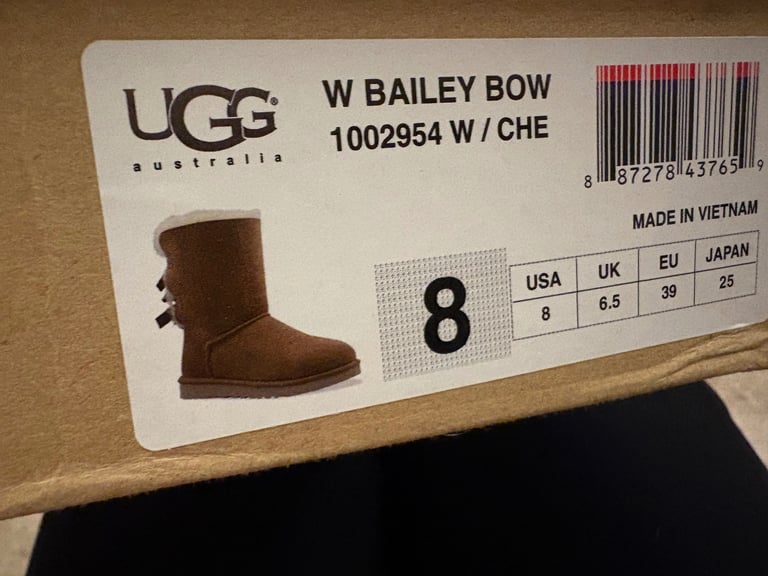 UGG®
australia
W BAILEY BOW
1002954 W / CHE
8 87278 43765 9
MADE IN VIETNAM
8
USA UK EU JAPAN
8 6.5 39 25